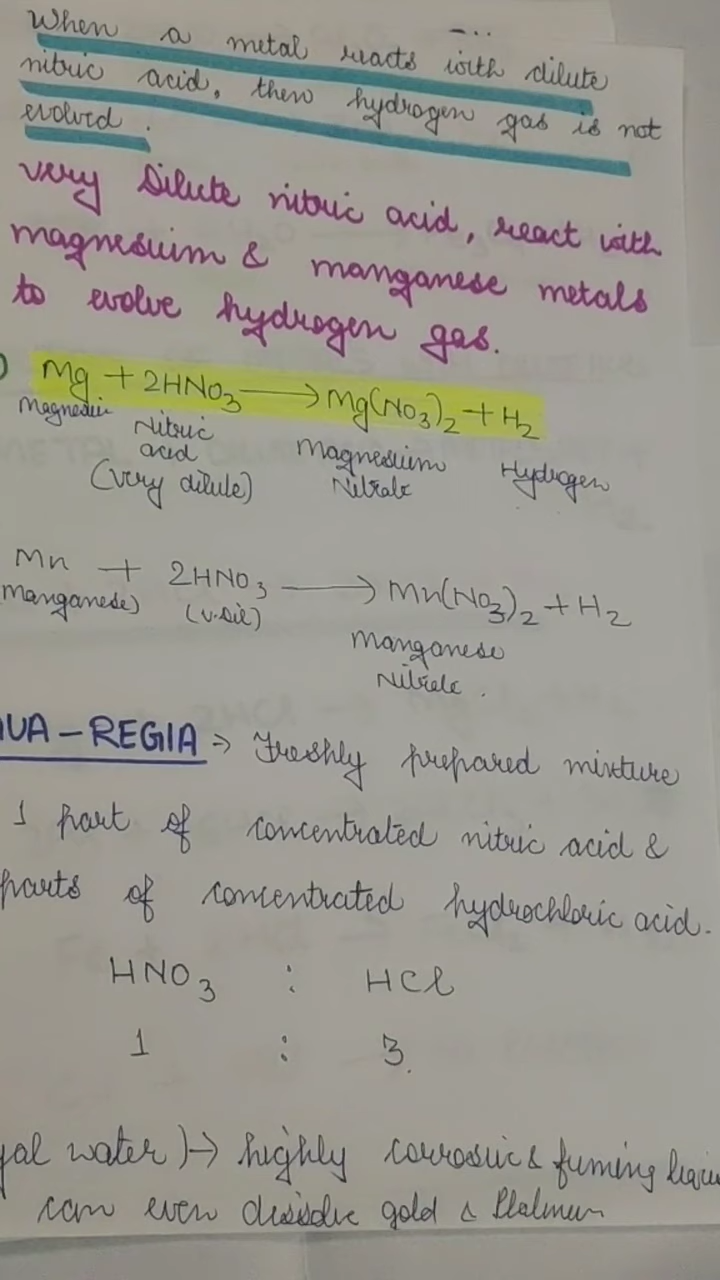 When a metal reacts with dilute
nitric acid, then hydrogen gas is not
evolved.
very Dilute nitric acid, react with
magnesium & manganese metals
to evolve hydrogen gas.
Mg + 2HNO₃ → Mg(NO₃)₂ + H₂
Nitric acid (very dilute) Magnesium Nitrate Hydrogen
Mn + 2HNO₃ → Mn(NO₃)₂ + H₂
manganese) (v.dil) manganese Nitrate.
UA-REGIA → Freshly prepared mixture
1 part of concentrated nitric acid &
parts of concentrated hydrochloric acid.
HNO₃ : HCl
1 : 3.
yal water) → highly corrosive & fuming liqu
can even dissolve gold & Platinum